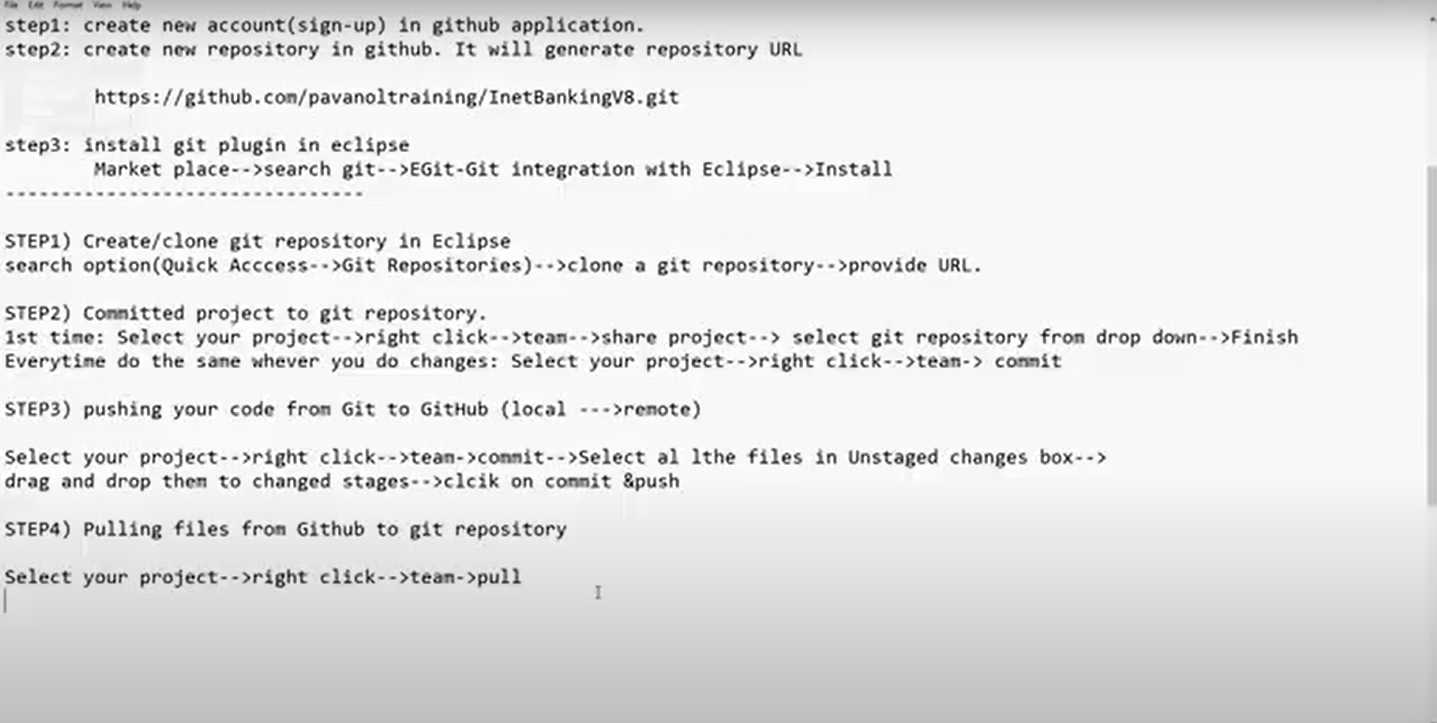 File Edit Format View Help
step1: create new account(sign-up) in github application.
step2: create new repository in github. It will generate repository URL
https://github.com/pavanoltraining/InetBankingV8.git
step3: install git plugin in eclipse
Market place-->search git-->EGit-Git integration with Eclipse-->Install
--------------------------------
STEP1) Create/clone git repository in Eclipse
search option(Quick Acccess-->Git Repositories)-->clone a git repository-->provide URL.
STEP2) Committed project to git repository.
1st time: Select your project-->right click-->team-->share project--> select git repository from drop down-->Finish
Everytime do the same whever you do changes: Select your project-->right click-->team-> commit
STEP3) pushing your code from Git to GitHub (local --->remote)
Select your project-->right click-->team->commit-->Select al lthe files in Unstaged changes box-->
drag and drop them to changed stages-->clcik on commit &push
STEP4) Pulling files from Github to git repository
Select your project-->right click-->team->pull